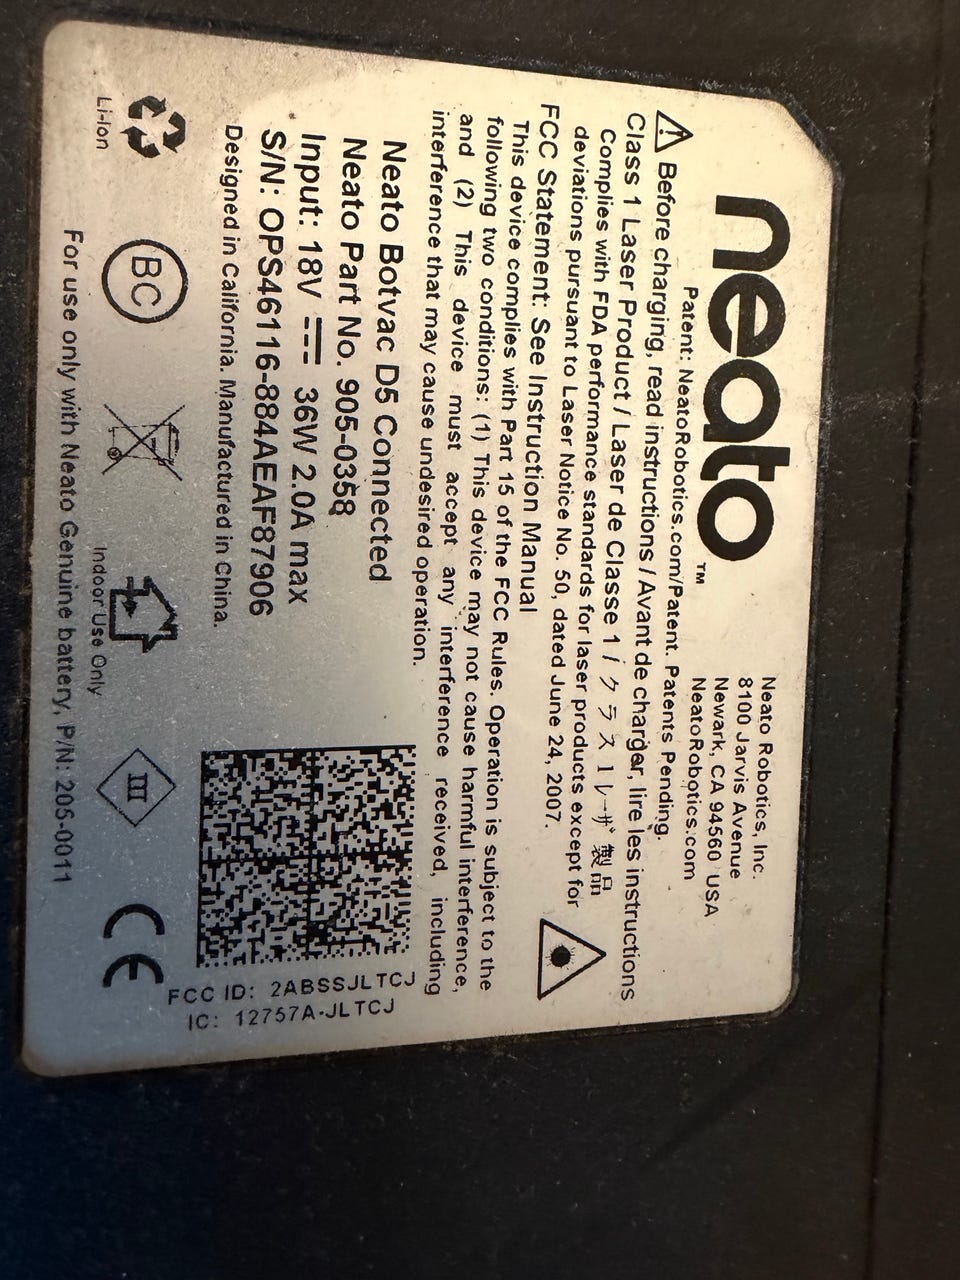 neato™
Neato Robotics, Inc.
8100 Jarvis Avenue
Newark, CA 94560 USA
NeatoRobotics.com
Patent: NeatoRobotics.com/Patent. Patents Pending.
Before charging, read instructions / Avant de charger, lire les instructions
Class 1 Laser Product / Laser de Classe 1 / クラス1レーザ製品
Complies with FDA performance standards for laser products except for
deviations pursuant to Laser Notice No. 50, dated June 24, 2007.
FCC Statement: See Instruction Manual
This device complies with Part 15 of the FCC Rules. Operation is subject to the
following two conditions: (1) This device may not cause harmful interference,
and (2) This device must accept any interference received, including
interference that may cause undesired operation.
Neato Botvac D5 Connected
Neato Part No. 905-0358
Input: 18V ⎓ 36W 2.0A max
S/N: OPS46116-884AEAF87906
Designed in California. Manufactured in China.
FCC ID: 2ABSSJLTCJ
IC: 12757A-JLTCJ
Li-Ion
BC
Indoor Use Only
III
CE
For use only with Neato Genuine battery, P/N: 205-0011